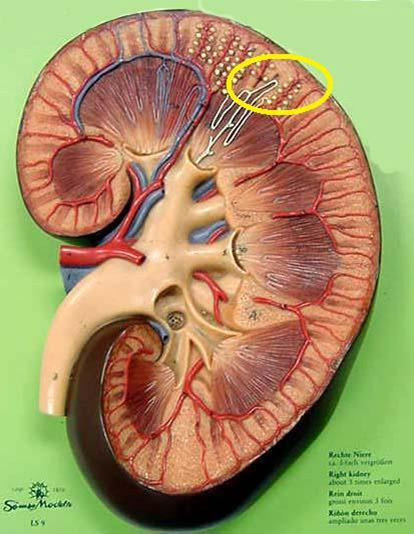 Rechte Niere
ca. 3-fach vergrößert
Right kidney
about 3 times enlarged
Rein droit
grossi environ 3 fois
Riñón derecho
ampliado unas tres veces
Somso Modelle
LS 9